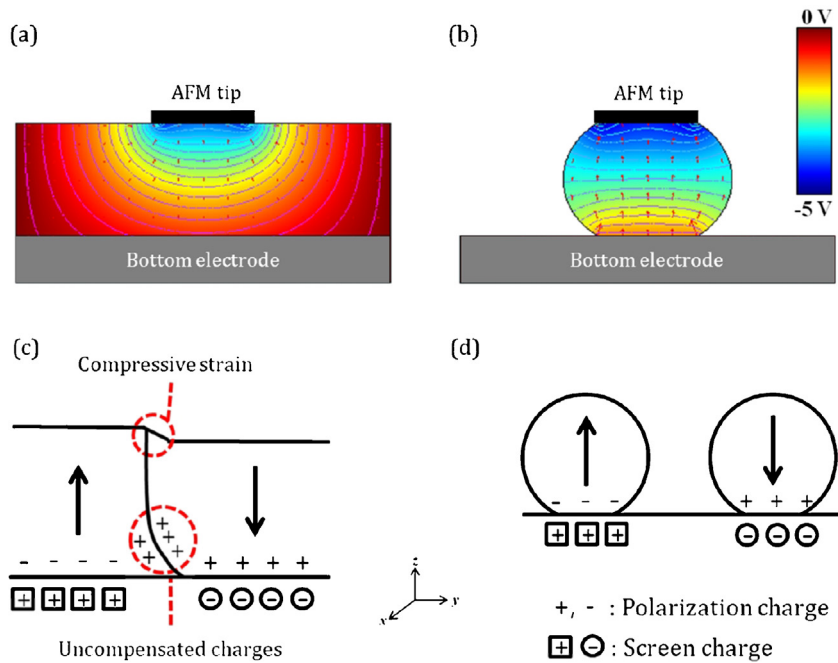 (a)
AFM tip
Bottom electrode
(b)
AFM tip
Bottom electrode
0 V
-5 V
(c)
Compressive strain
+
+
+
+
+
- - - - + + + +
+ + + + - - - -
Uncompensated charges
z
x y
(d)
- - - + + +
+ + + - - -
+, - : Polarization charge
+ - : Screen charge